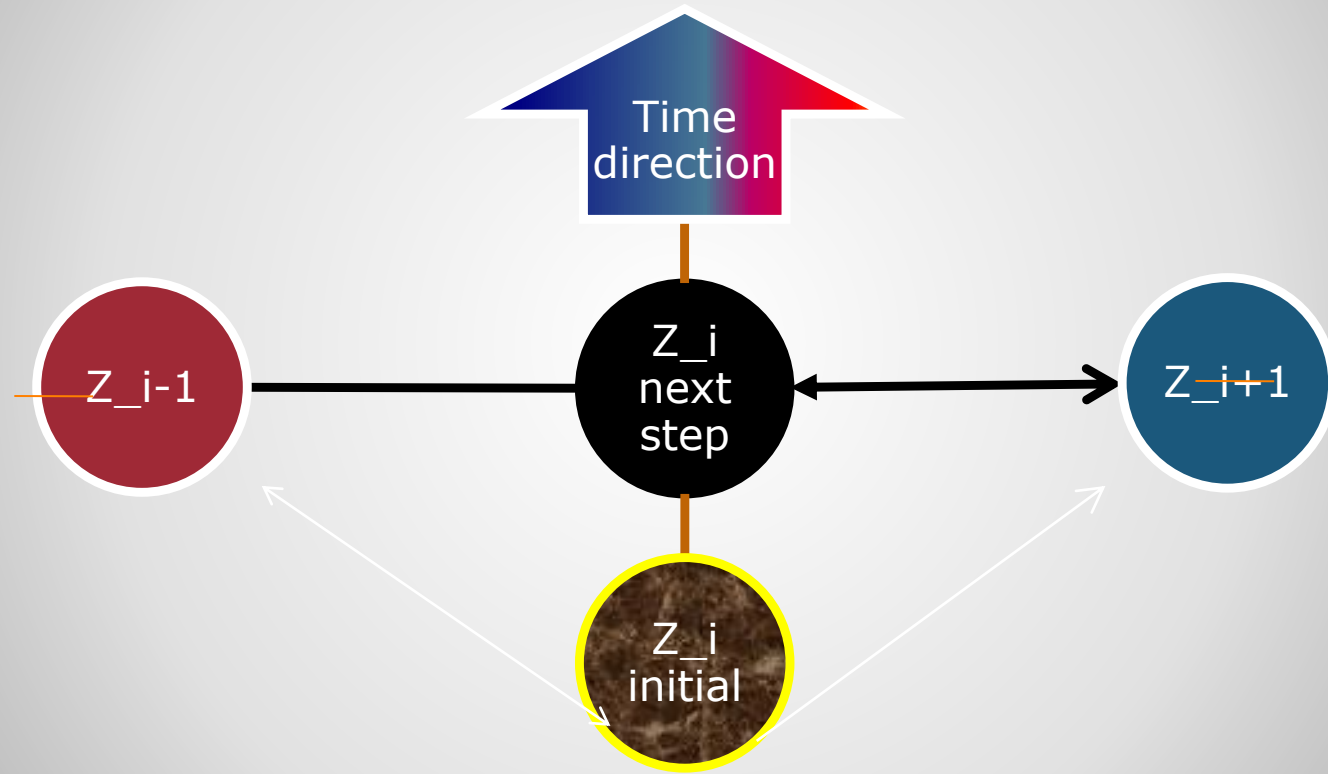 Time
direction
Z_i-1
Z_i
next
step
Z_i+1
Z_i
initial